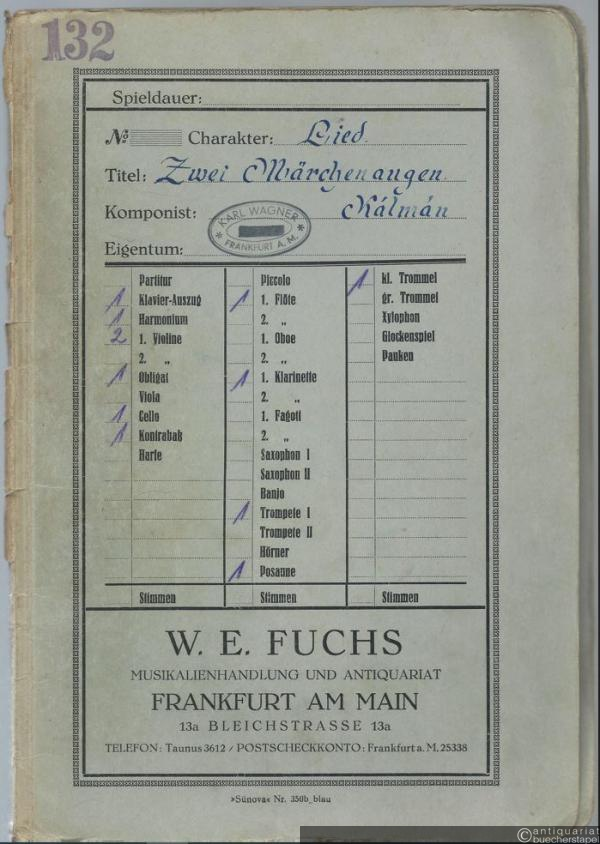 132
Spieldauer:
№ Charakter: Lied.
Titel: Zwei Märchenaugen.
Komponist: Kálmán
KARL WAGNER
* FRANKFURT A. M. *
Eigentum:
Partitur
1 Klavier-Auszug
1 Harmonium
2 1. Violine
2. „
1 Obligat
Viola
1 Cello
1 Kontrabaß
Harfe
Stimmen
Piccolo
1 1. Flöte
2. „
1. Oboe
2. „
1 1. Klarinette
2. „
1. Fagott
2. „
Saxophon I
Saxophon II
Banjo
1 Trompete I
Trompete II
Hörner
1 Posaune
Stimmen
1 kl. Trommel
gr. Trommel
Xylophon
Glockenspiel
Pauken
Stimmen
W. E. FUCHS
MUSIKALIENHANDLUNG UND ANTIQUARIAT
FRANKFURT AM MAIN
13a BLEICHSTRASSE 13a
TELEFON: Taunus 3612 / POSTSCHECKKONTO: Frankfurt a. M. 25338
»Sünova« Nr. 350b_blau
© antiquariat
buecherstapel